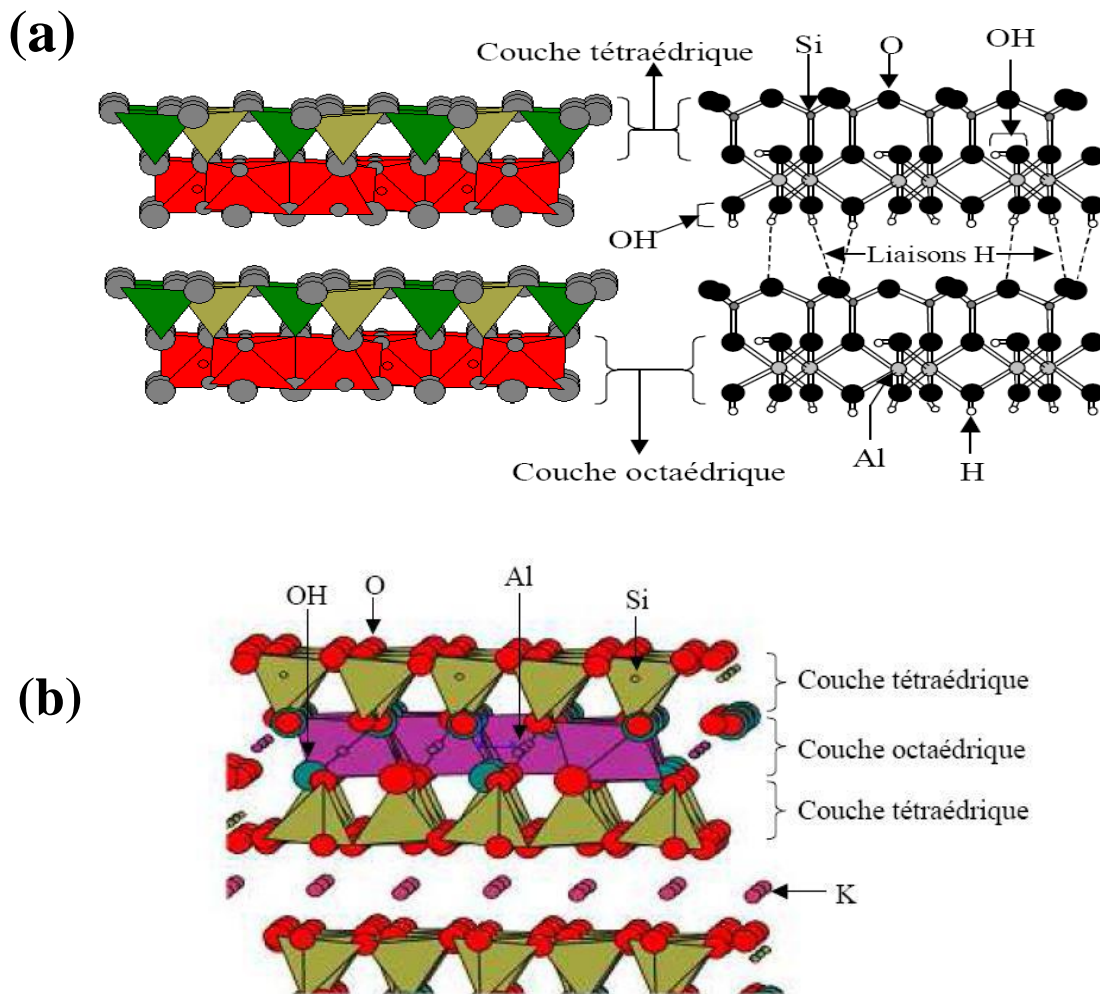 (a)
Couche tétraédrique
Si
O
OH
OH
Liaisons H
Couche octaédrique
Al
H
(b)
OH
O
Al
Si
Couche tétraédrique
Couche octaédrique
Couche tétraédrique
K